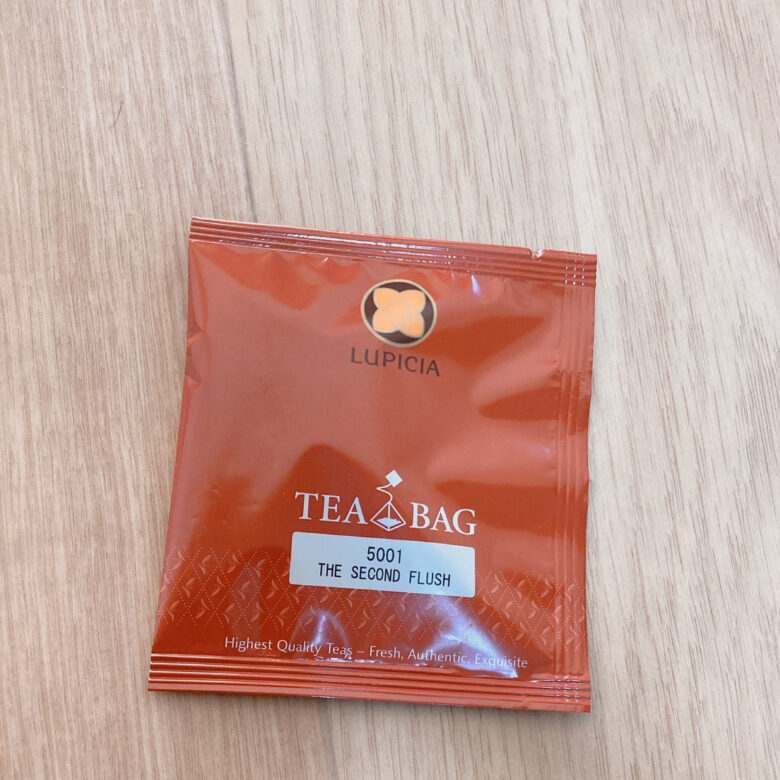 LUPICIA
TEA BAG
5001
THE SECOND FLUSH
Highest Quality Teas – Fresh, Authentic, Exquisite